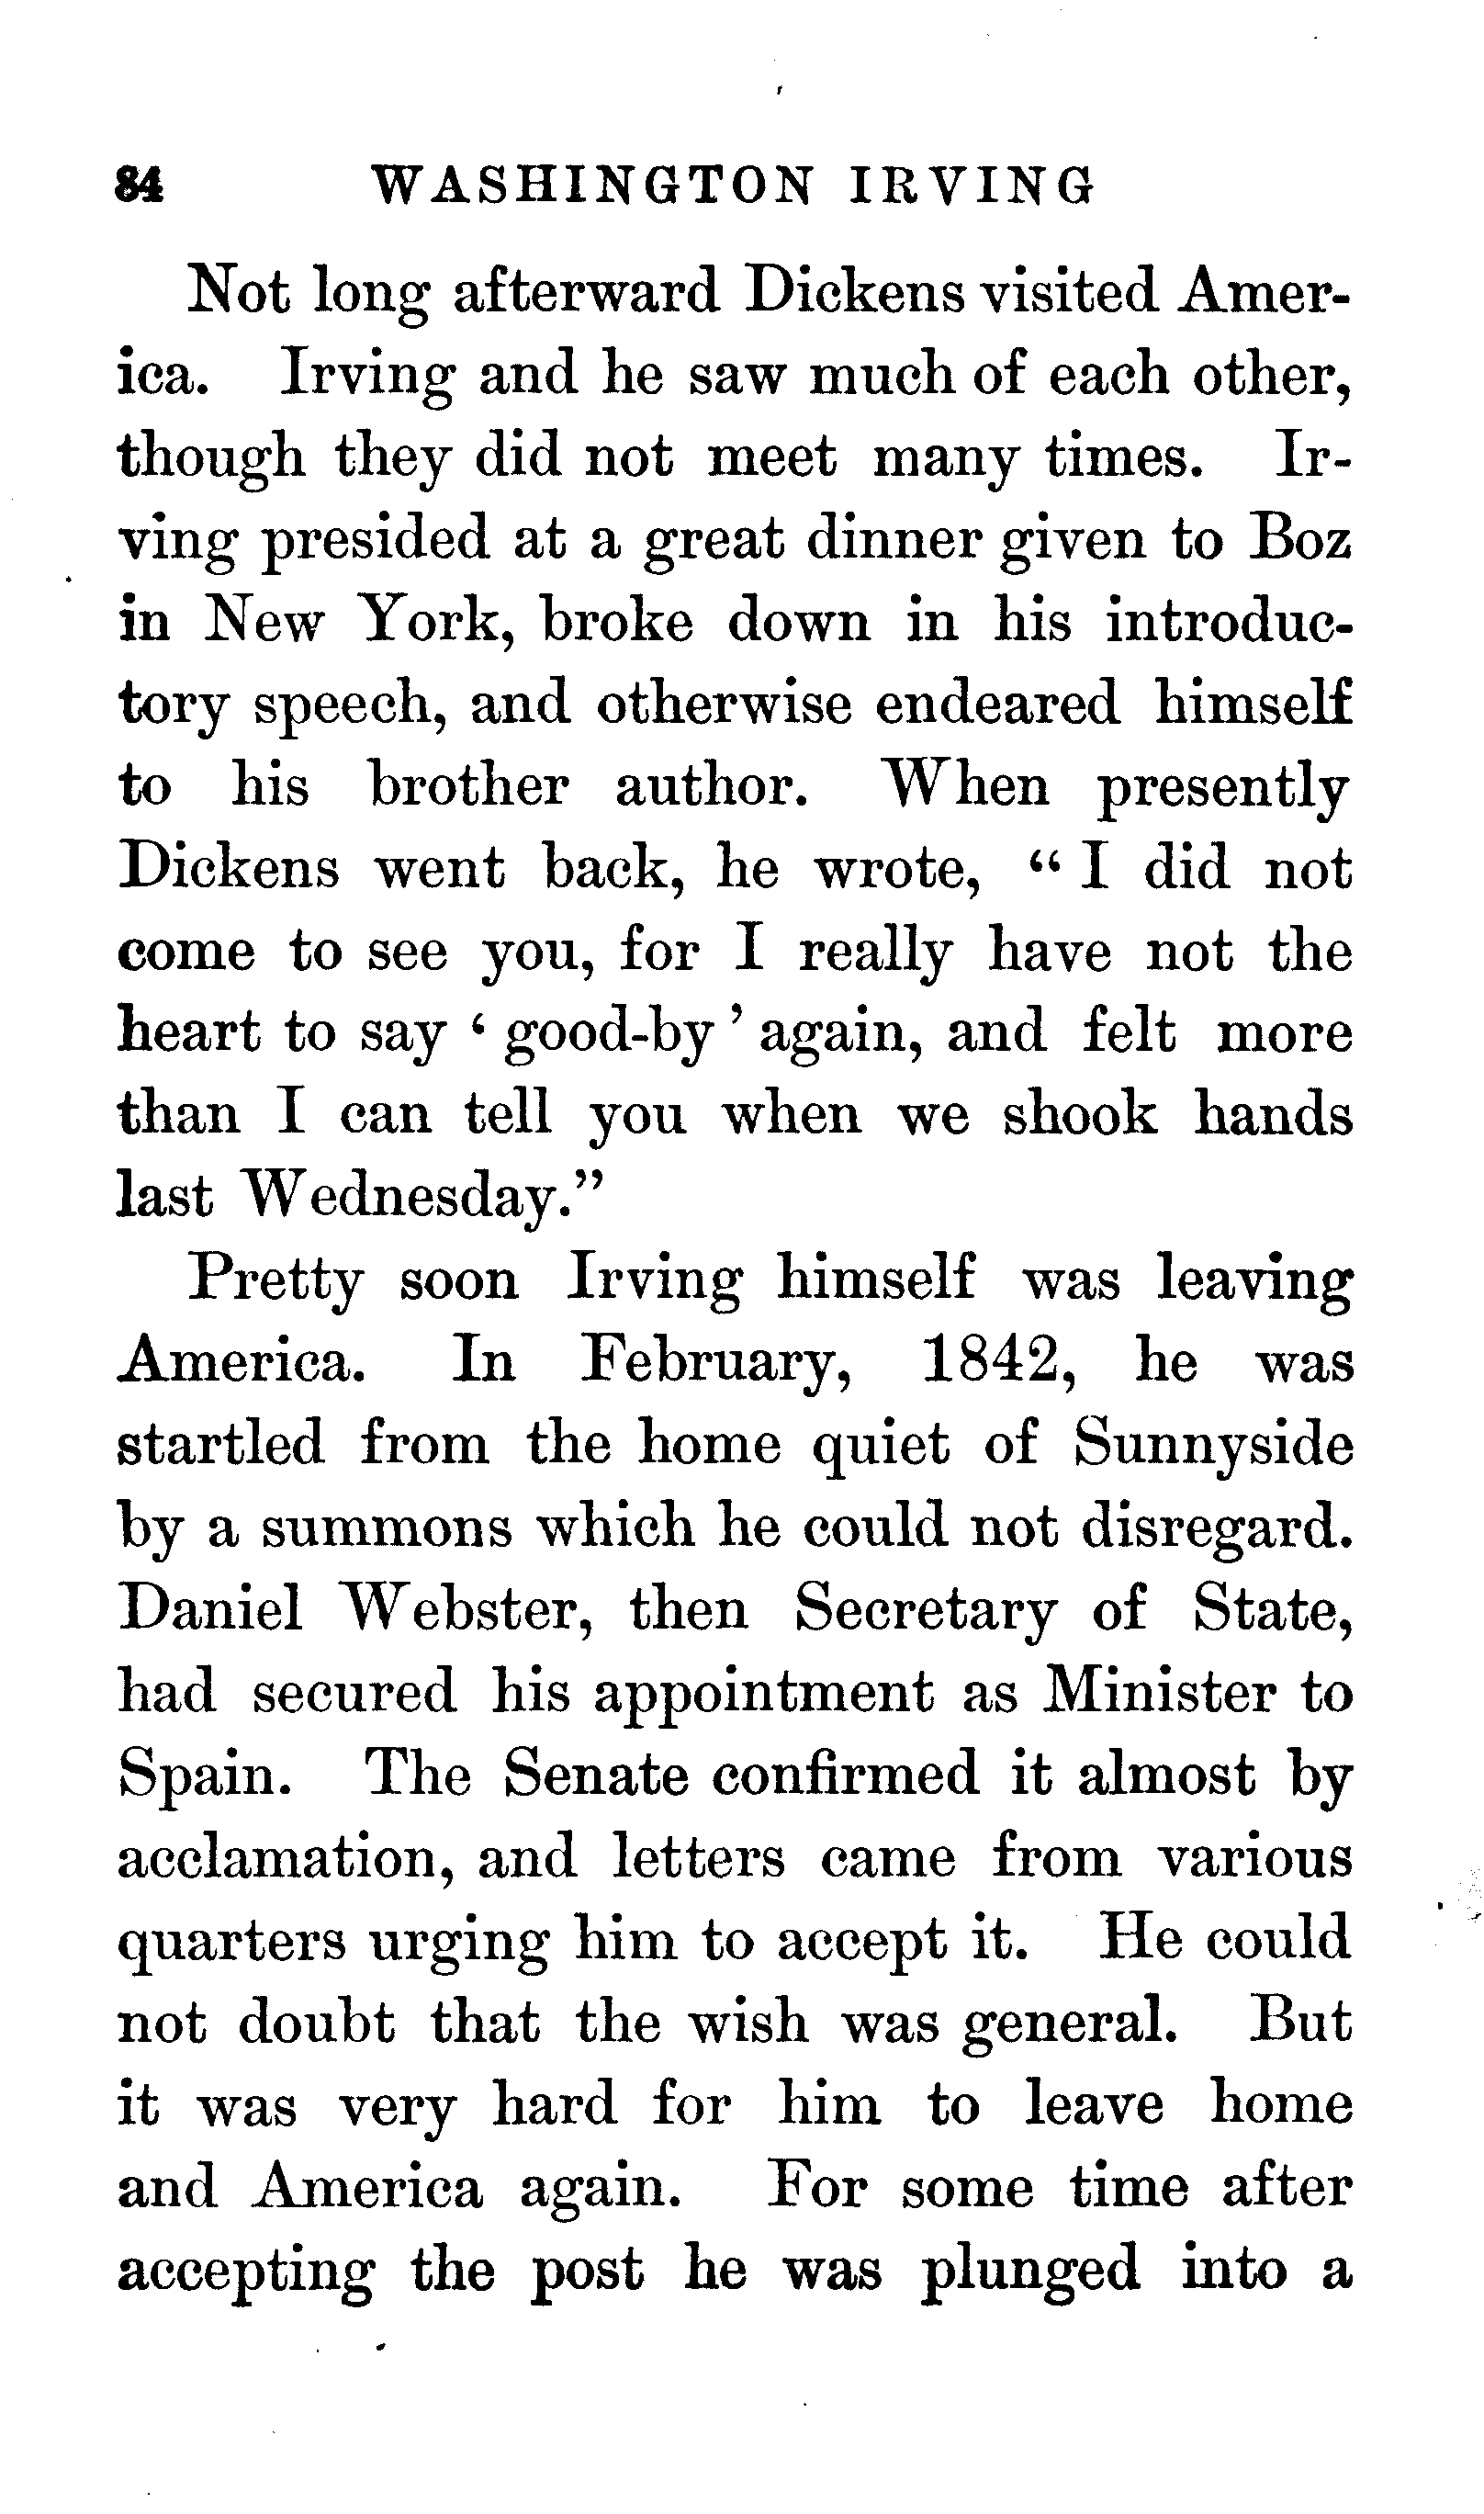 84 WASHINGTON IRVING
Not long afterward Dickens visited Amer-
ica. Irving and he saw much of each other,
though they did not meet many times. Ir-
ving presided at a great dinner given to Boz
in New York, broke down in his introduc-
tory speech, and otherwise endeared himself
to his brother author. When presently
Dickens went back, he wrote, “ I did not
come to see you, for I really have not the
heart to say ‘ good-by ’ again, and felt more
than I can tell you when we shook hands
last Wednesday.”
Pretty soon Irving himself was leaving
America. In February, 1842, he was
startled from the home quiet of Sunnyside
by a summons which he could not disregard.
Daniel Webster, then Secretary of State,
had secured his appointment as Minister to
Spain. The Senate confirmed it almost by
acclamation, and letters came from various
quarters urging him to accept it. He could
not doubt that the wish was general. But
it was very hard for him to leave home
and America again. For some time after
accepting the post he was plunged into a